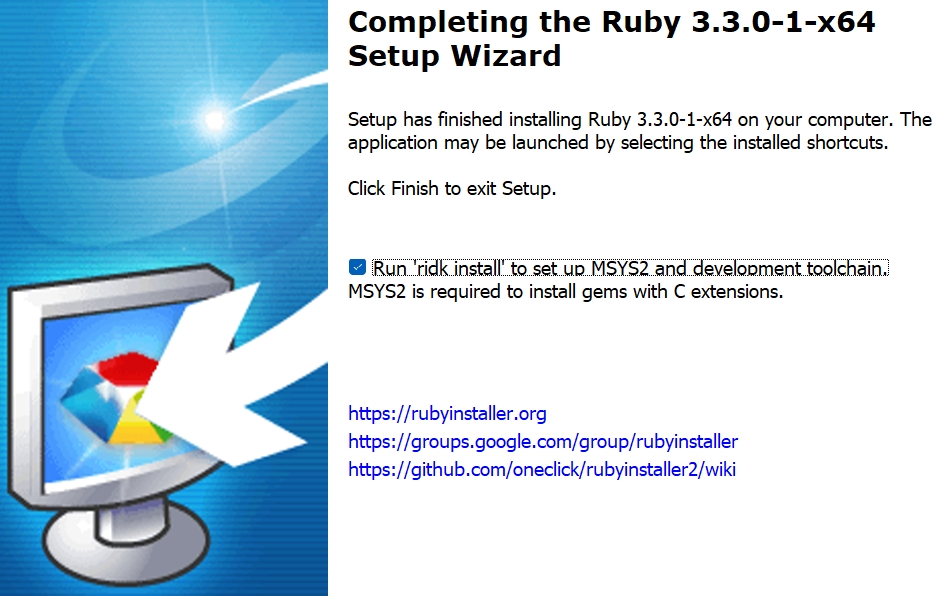 Completing the Ruby 3.3.0-1-x64
Setup Wizard
Setup has finished installing Ruby 3.3.0-1-x64 on your computer. The
application may be launched by selecting the installed shortcuts.
Click Finish to exit Setup.
Run 'ridk install' to set up MSYS2 and development toolchain.
MSYS2 is required to install gems with C extensions.
https://rubyinstaller.org
https://groups.google.com/group/rubyinstaller
https://github.com/oneclick/rubyinstaller2/wiki